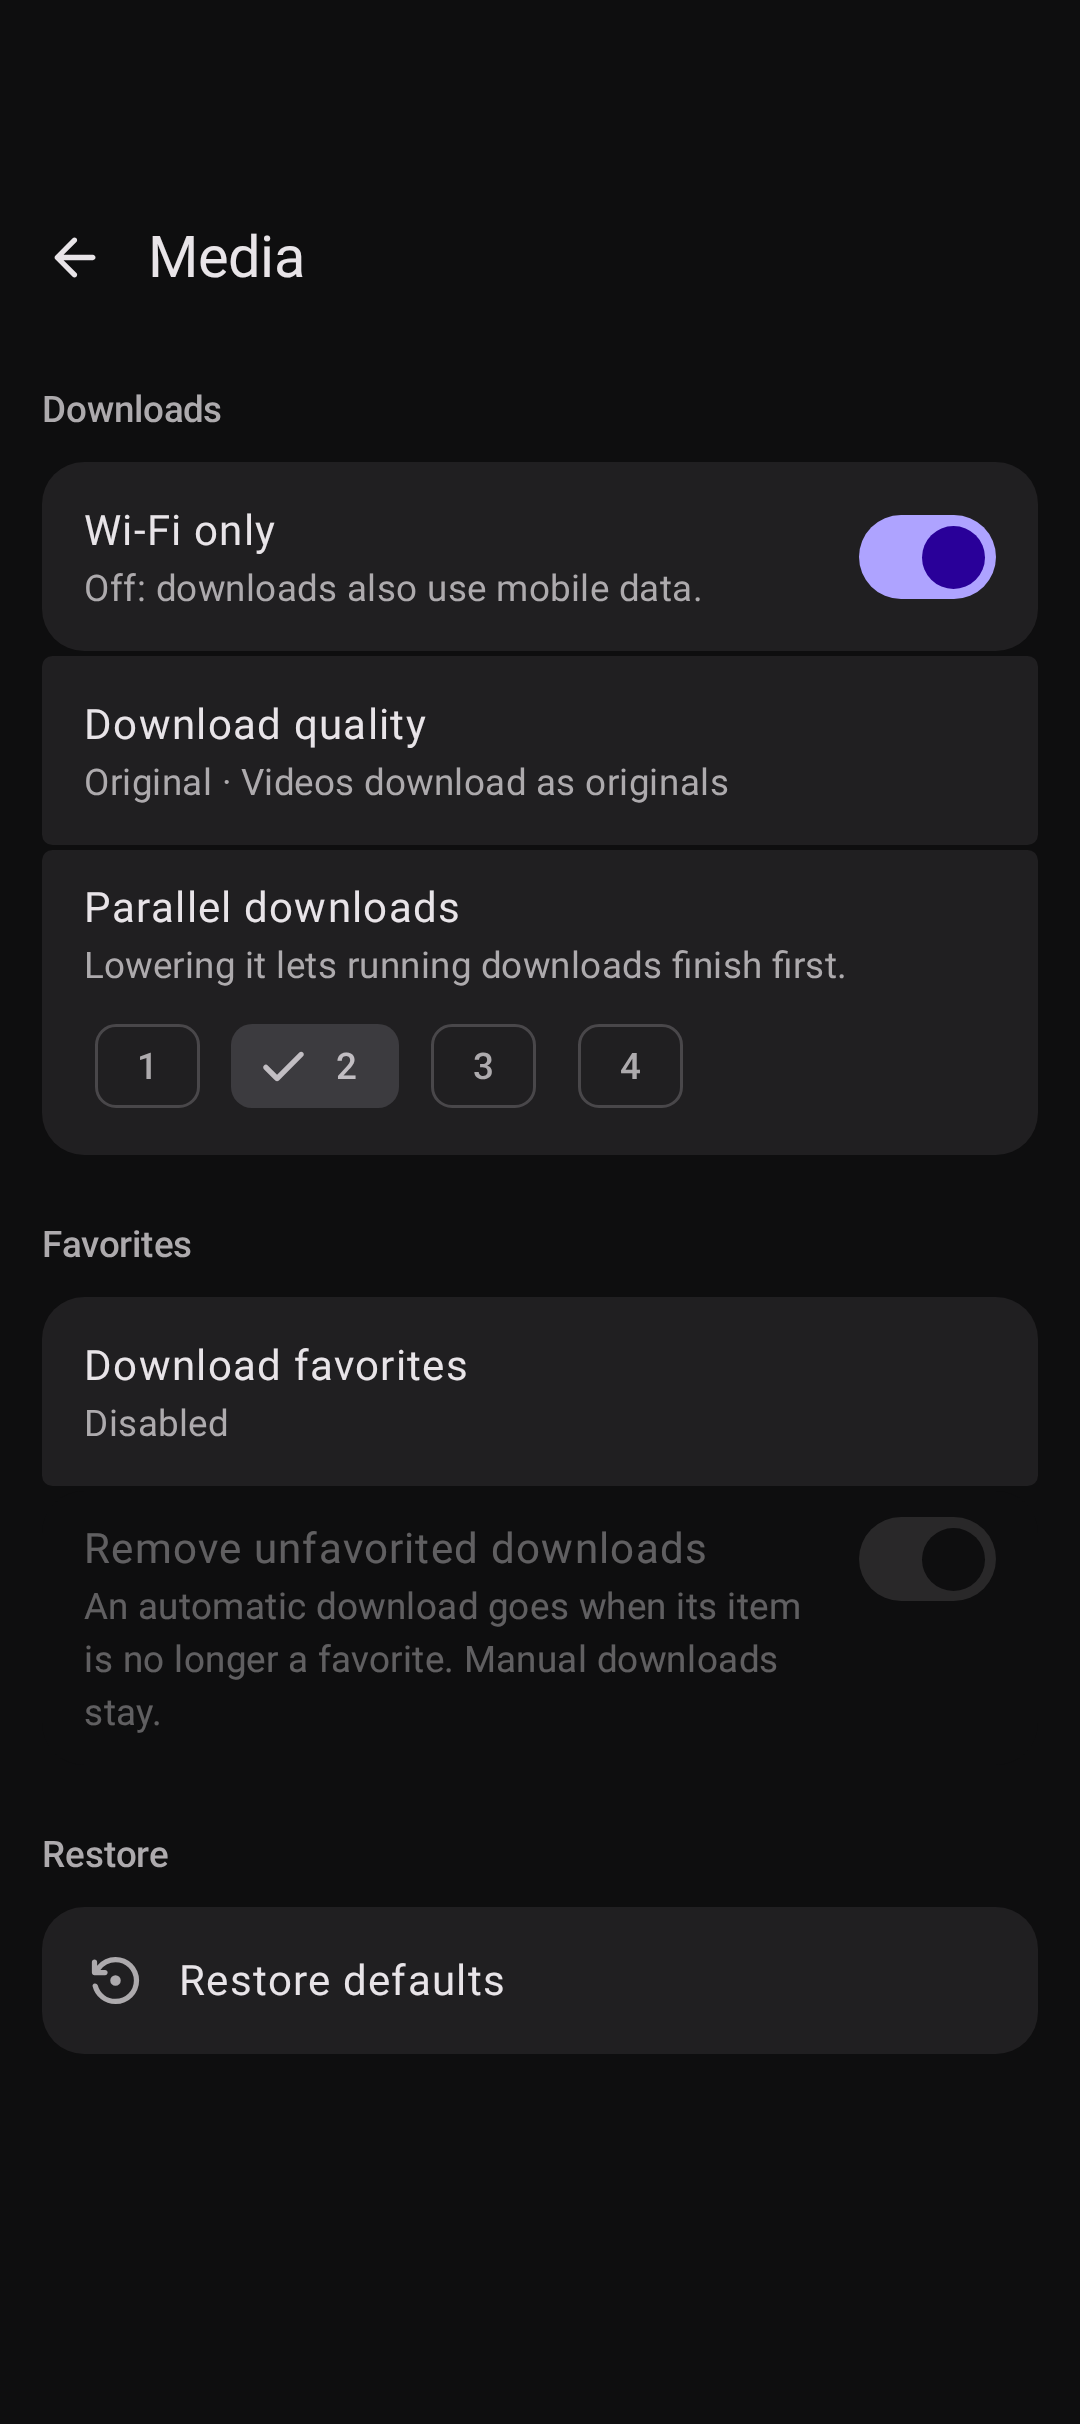 Media
Downloads
Wi-Fi only
Off: downloads also use mobile data.
Download quality
Original · Videos download as originals
Parallel downloads
Lowering it lets running downloads finish first.
1 2 3 4
Favorites
Download favorites
Disabled
Remove unfavorited downloads
An automatic download goes when its item
is no longer a favorite. Manual downloads
stay.
Restore
Restore defaults